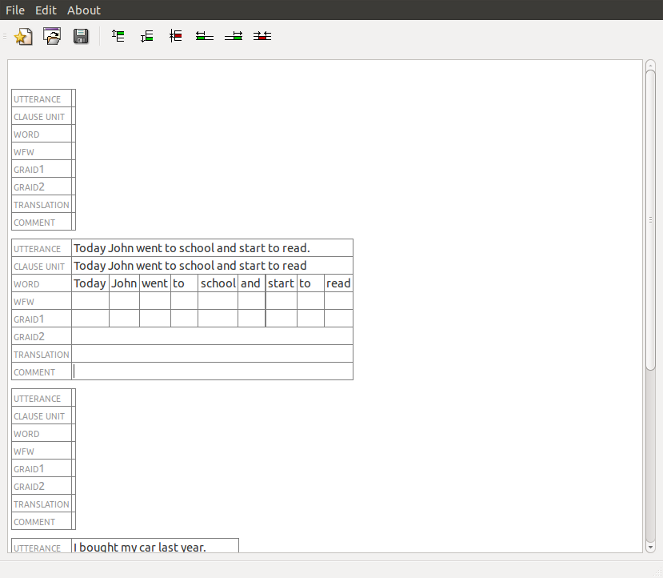 File Edit About
UTTERANCE
CLAUSE UNIT
WORD
WFW
GRAID1
GRAID2
TRANSLATION
COMMENT
UTTERANCE Today John went to school and start to read.
CLAUSE UNIT Today John went to school and start to read
WORD Today John went to school and start to read
WFW
GRAID1
GRAID2
TRANSLATION
COMMENT
UTTERANCE
CLAUSE UNIT
WORD
WFW
GRAID1
GRAID2
TRANSLATION
COMMENT
UTTERANCE I bought my car last year.